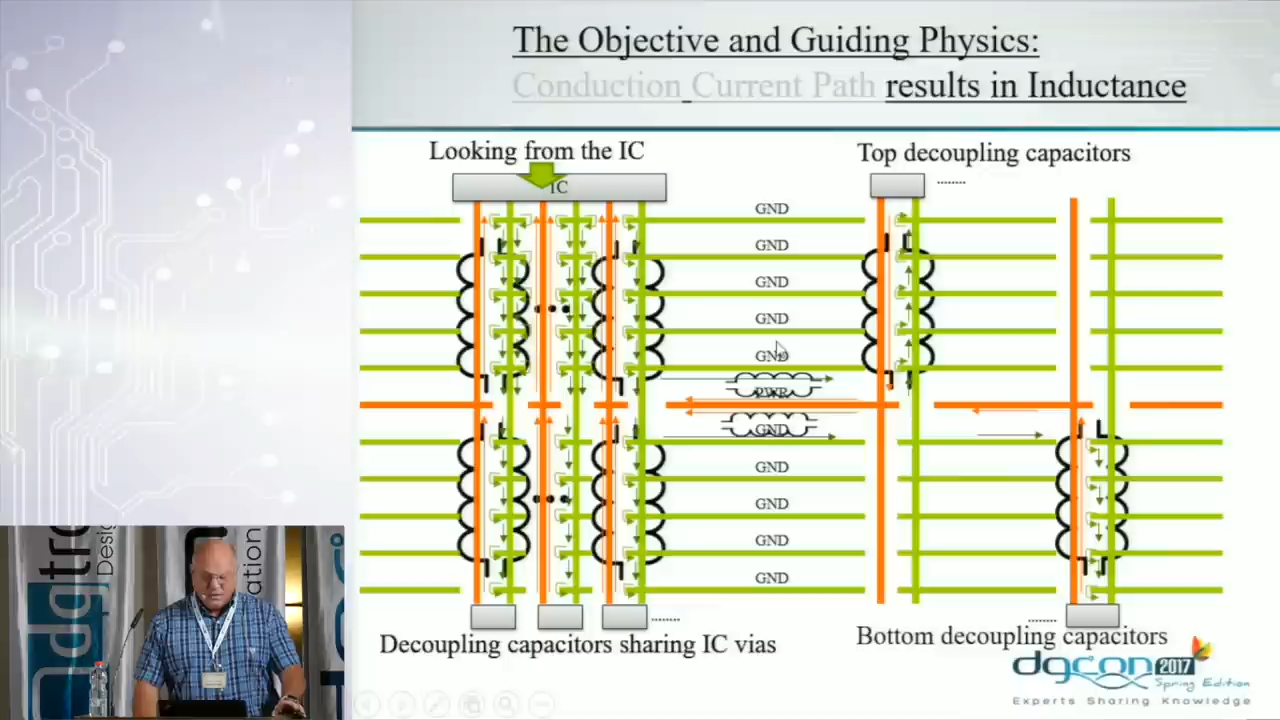 The Objective and Guiding Physics:
Conduction Current Path results in Inductance
Looking from the IC
Top decoupling capacitors
IC
GND
GND
GND
GND
GND
PWR
GND
GND
GND
GND
GND
Decoupling capacitors sharing IC vias
Bottom decoupling capacitors
dgcon 2017
Spring Edition
Experts Sharing Knowledge